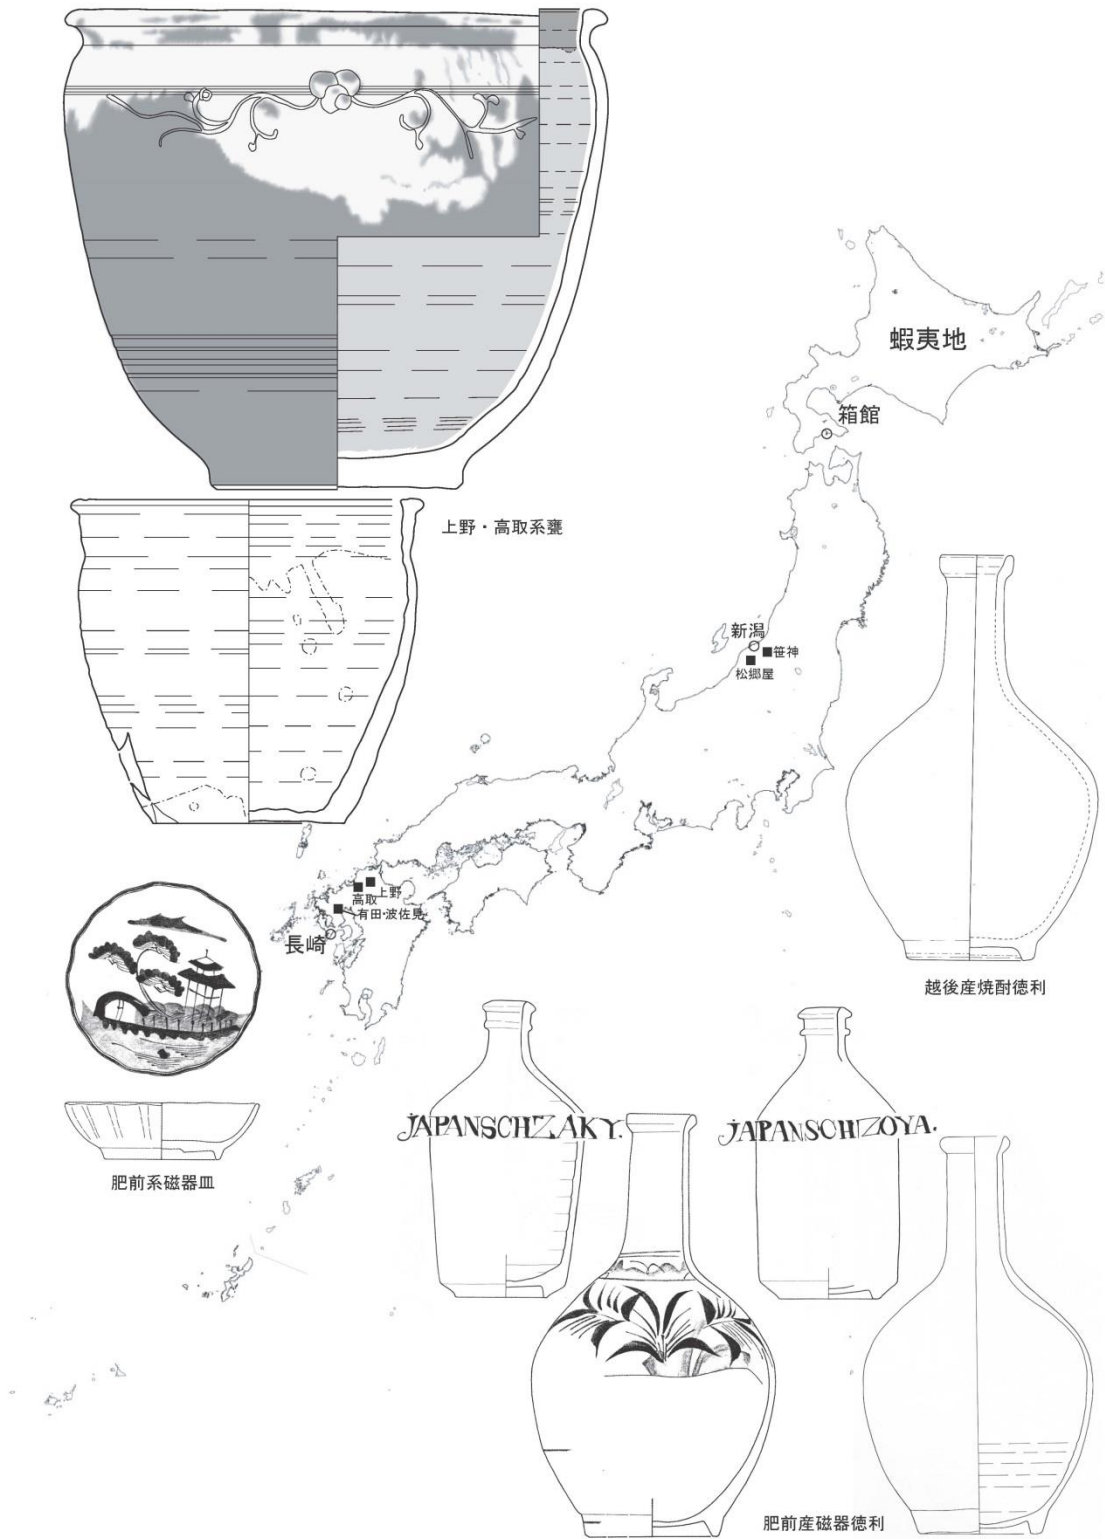 蝦夷地
箱館
上野・高取系甕
新潟
笹神
松郷屋
上野
高取
有田・波佐見
長崎
越後産焼酎徳利
JAPANSCHZAKY.
JAPANSCHZOYA.
肥前系磁器皿
肥前産磁器徳利